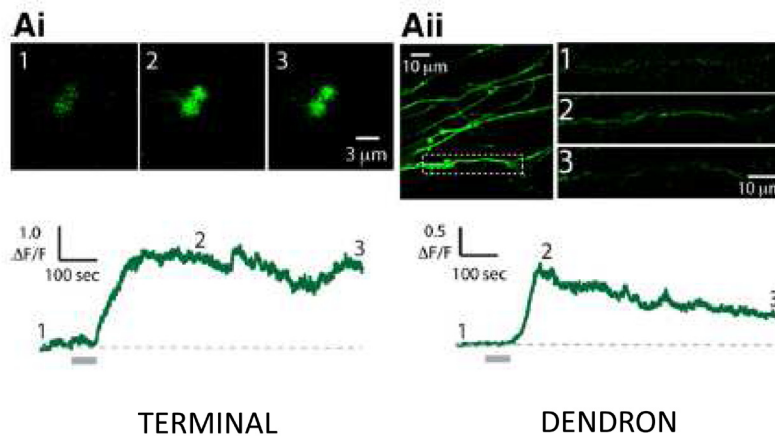 Ai
1
2
3
3 μm
Aii
10 μm
1
2
3
10 μm
1.0
ΔF/F
100 sec
1
2
3
0.5
ΔF/F
100 sec
1
2
3
TERMINAL
DENDRON